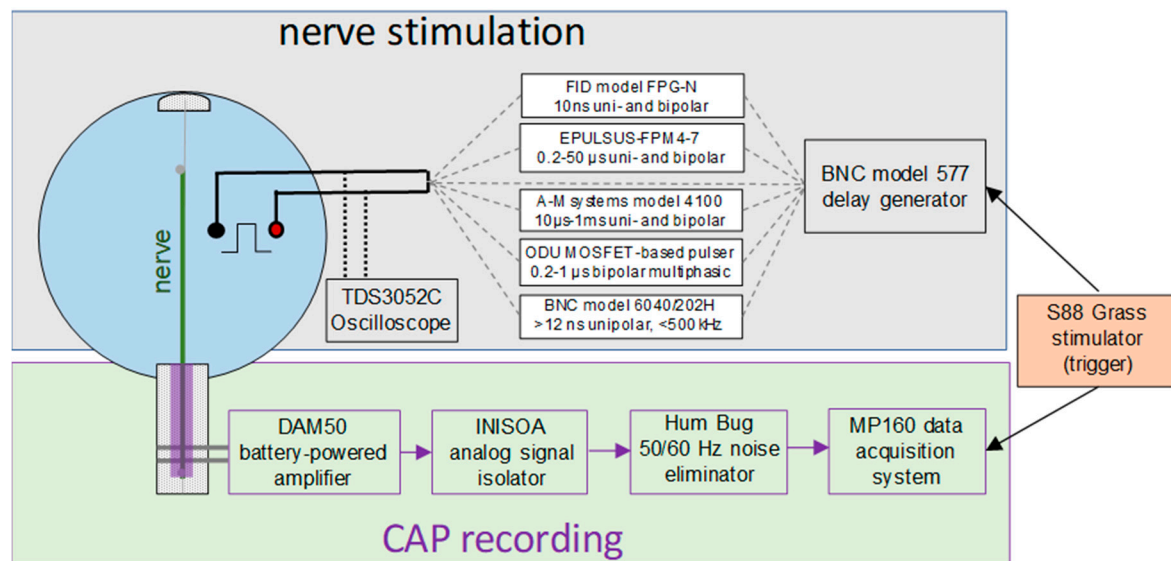 nerve stimulation
FID model FPG-N
10ns uni- and bipolar
EPULSUS-FPM4-7
0.2-50 µs uni- and bipolar
A-M systems model 4100
10µs-1ms uni- and bipolar
ODU MOSFET-based pulser
0.2-1 µs bipolar multiphasic
BNC model 6040/202H
>12 ns unipolar, <500 kHz
BNC model 577
delay generator
nerve
TDS3052C
Oscilloscope
S88 Grass
stimulator
(trigger)
DAM50
battery-powered
amplifier
INISOA
analog signal
isolator
Hum Bug
50/60 Hz noise
eliminator
MP160 data
acquisition
system
CAP recording